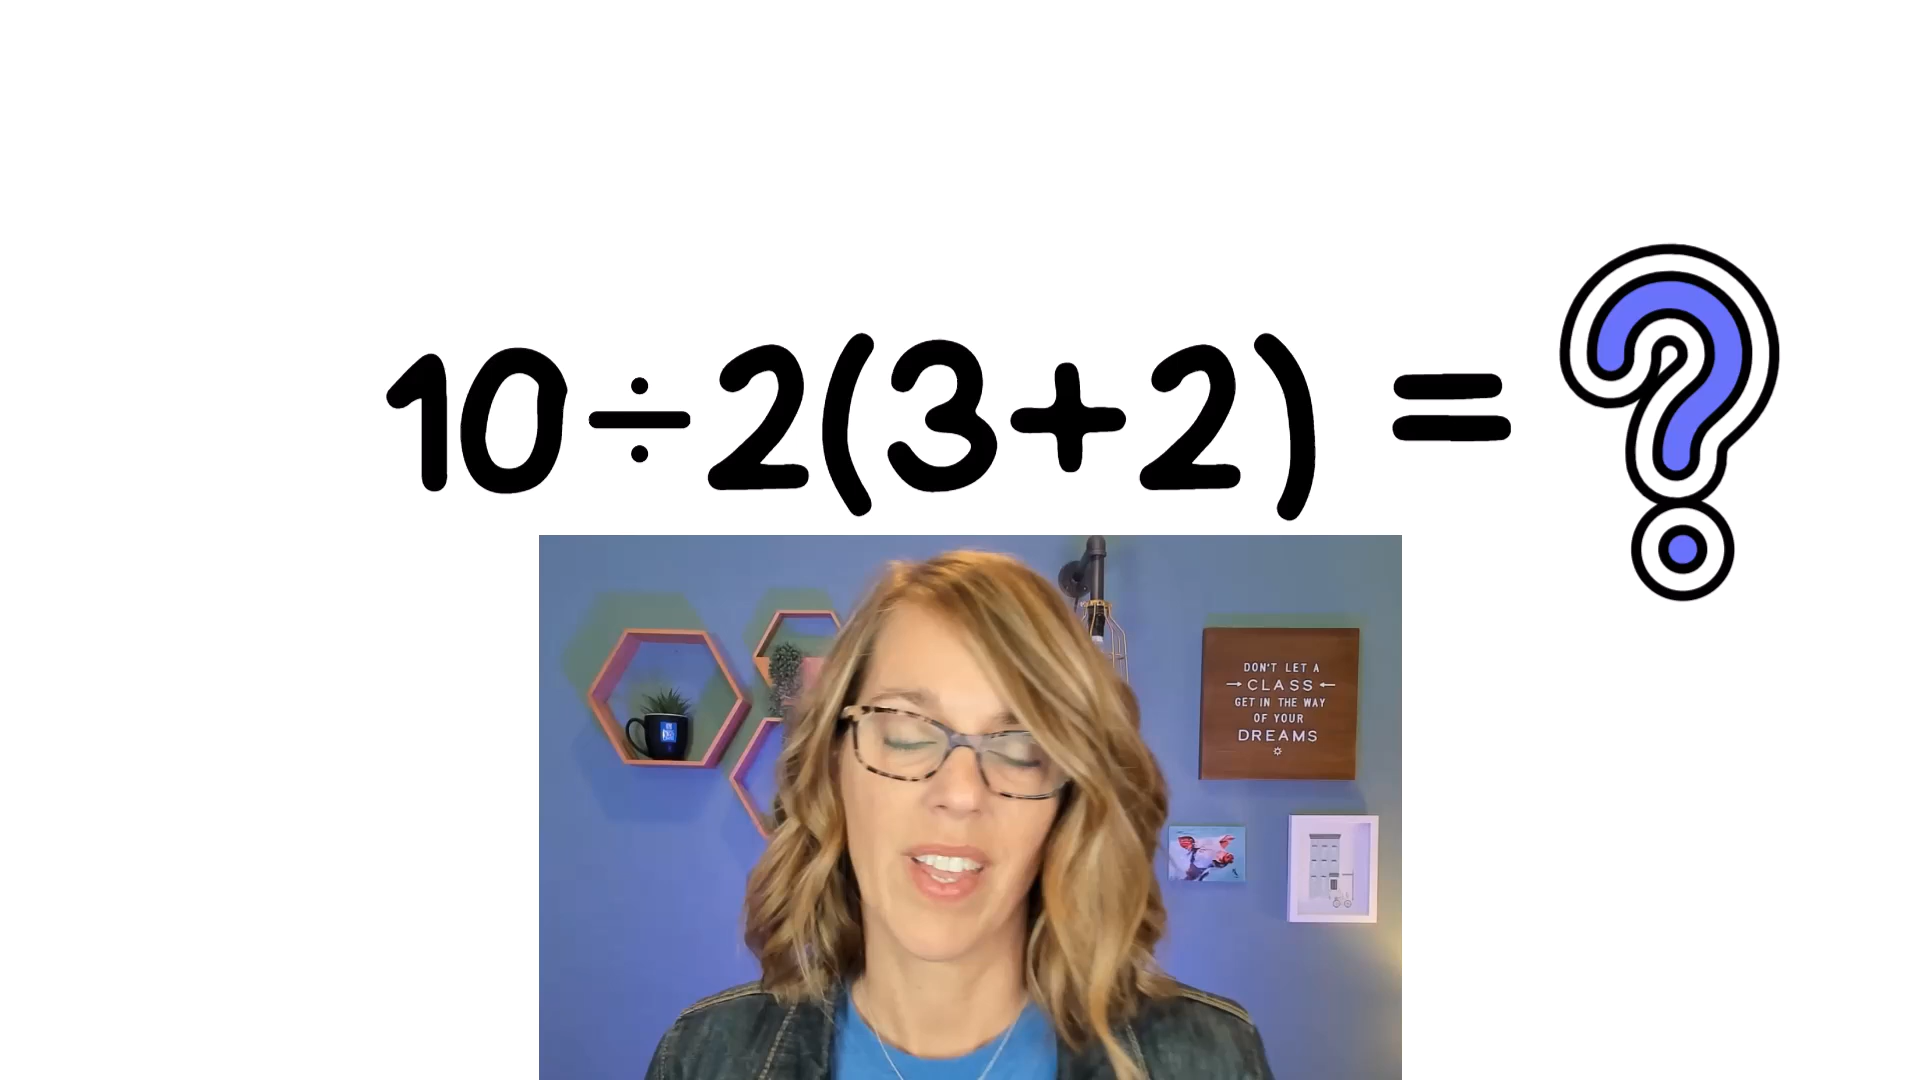 10÷2(3+2) = ?
DON'T LET A
CLASS
GET IN THE WAY
OF YOUR
DREAMS